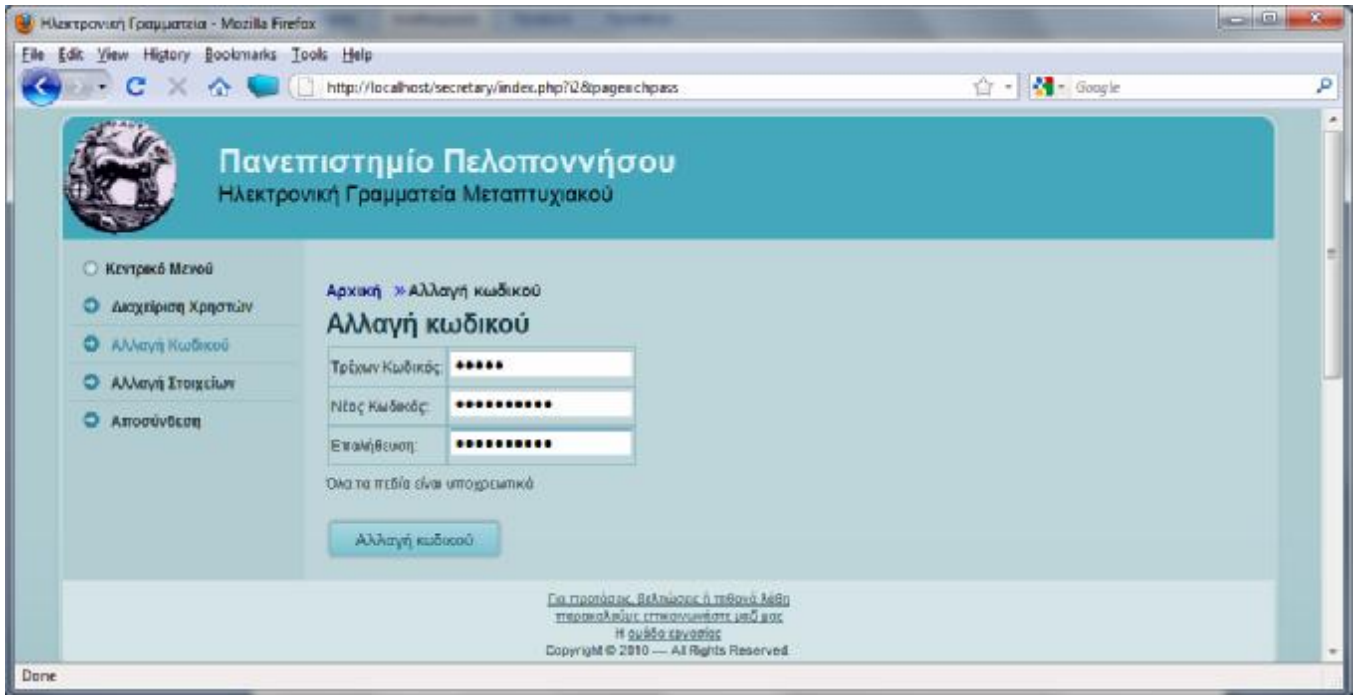 Ηλεκτρονική Γραμματεία - Mozilla Firefox
File Edit View History Bookmarks Tools Help
http://localhost/secretary/index.php?i2&page=chpass
Google
Πανεπιστημίο Πελοποννήσου
Ηλεκτρονική Γραμματεία Μεταπτυχιακού
Κεντρικό Μενού
Διαχείριση Χρηστών
Αλλαγή Κωδικού
Αλλαγή Στοιχείων
Αποσύνδεση
Αρχική » Αλλαγή κωδικού
Αλλαγή κωδικού
Τρέχων Κωδικός:
Νέος Κωδικός:
Επαλήθευση:
Όλα τα πεδία είναι υποχρεωτικά
Αλλαγή κωδικού
Για προτάσεις, βελτιώσεις ή πιθανά λάθη
παρακαλούμε επικοινωνήστε μαζί μας
Η ομάδα εργασίας
Copyright © 2010 — All Rights Reserved
Done